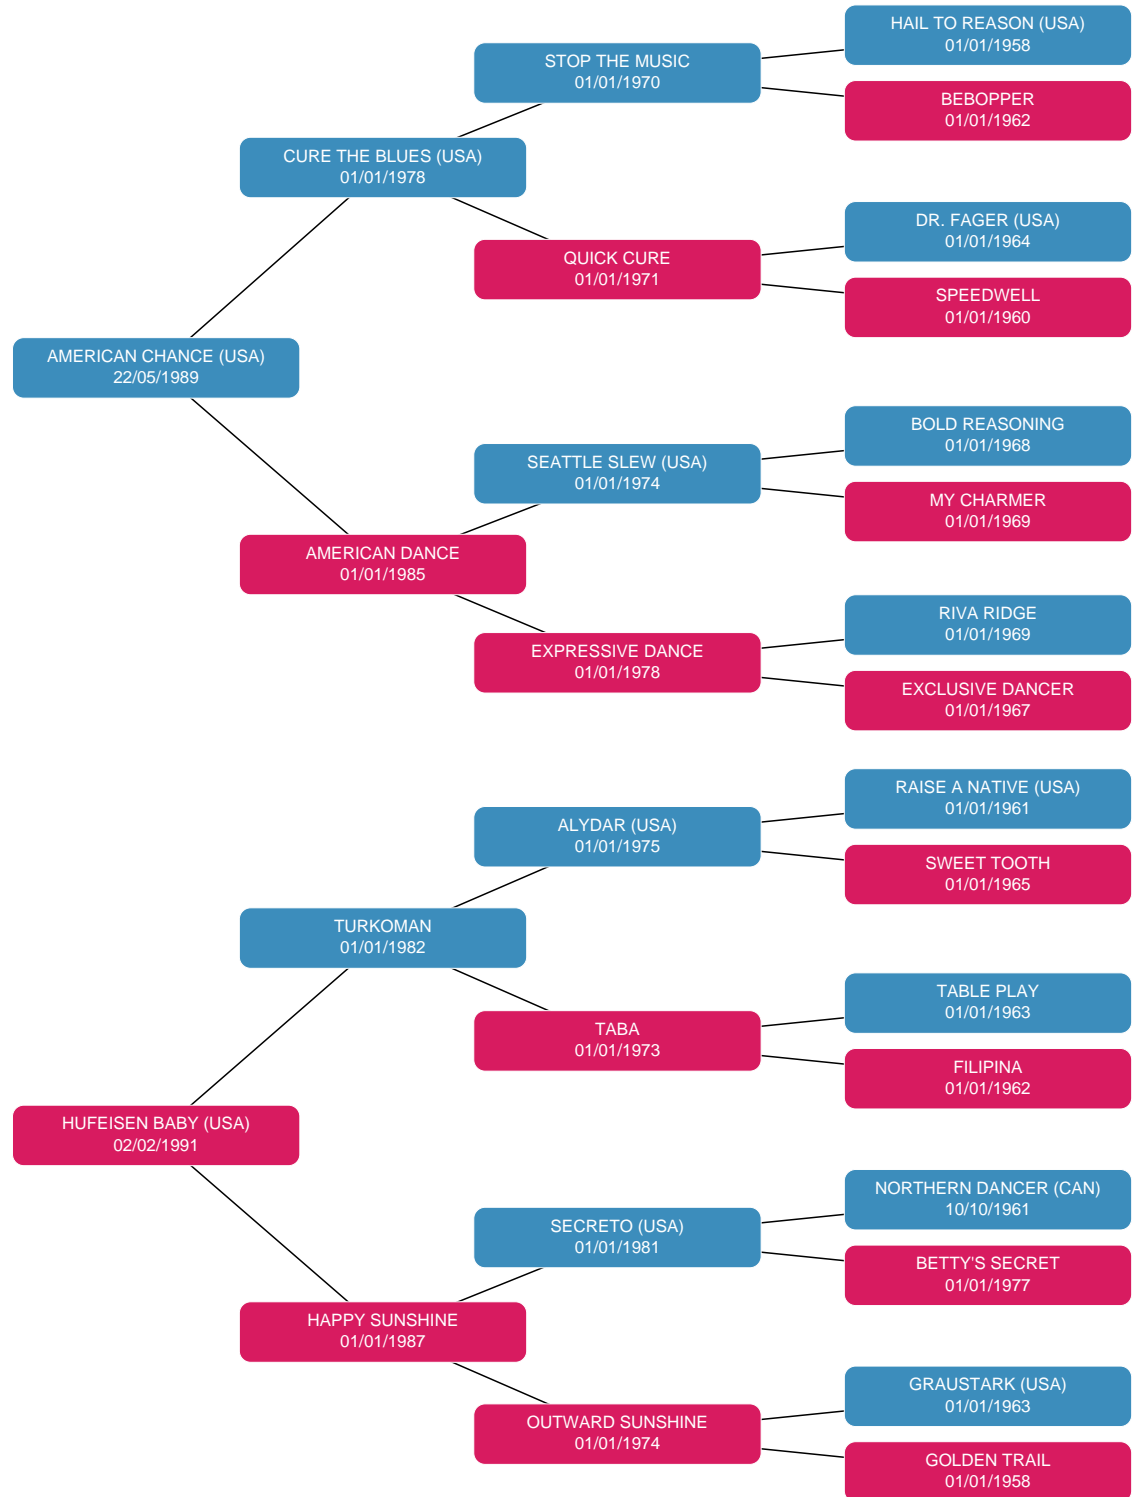 HAIL TO REASON (USA)
01/01/1958
STOP THE MUSIC
01/01/1970
BEBOPPER
01/01/1962
CURE THE BLUES (USA)
01/01/1978
DR. FAGER (USA)
01/01/1964
QUICK CURE
01/01/1971
SPEEDWELL
01/01/1960
AMERICAN CHANCE (USA)
22/05/1989
BOLD REASONING
01/01/1968
SEATTLE SLEW (USA)
01/01/1974
MY CHARMER
01/01/1969
AMERICAN DANCE
01/01/1985
RIVA RIDGE
01/01/1969
EXPRESSIVE DANCE
01/01/1978
EXCLUSIVE DANCER
01/01/1967
RAISE A NATIVE (USA)
01/01/1961
ALYDAR (USA)
01/01/1975
SWEET TOOTH
01/01/1965
TURKOMAN
01/01/1982
TABLE PLAY
01/01/1963
TABA
01/01/1973
FILIPINA
01/01/1962
HUFEISEN BABY (USA)
02/02/1991
NORTHERN DANCER (CAN)
10/10/1961
SECRETO (USA)
01/01/1981
BETTY'S SECRET
01/01/1977
HAPPY SUNSHINE
01/01/1987
GRAUSTARK (USA)
01/01/1963
OUTWARD SUNSHINE
01/01/1974
GOLDEN TRAIL
01/01/1958